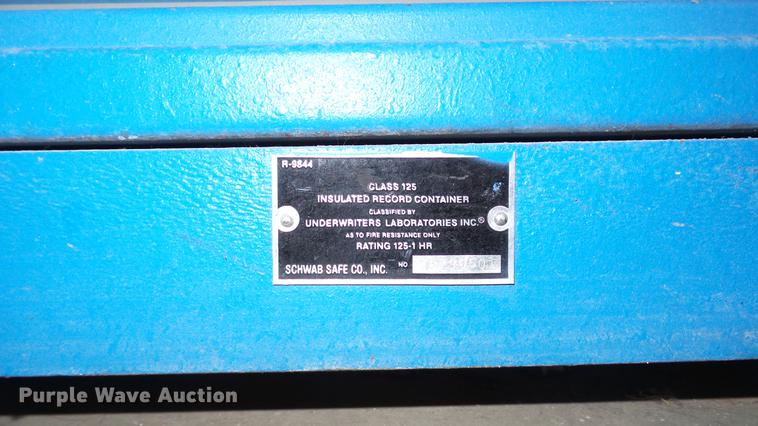 R-9844
CLASS 125
INSULATED RECORD CONTAINER
CLASSIFIED BY
UNDERWRITERS LABORATORIES INC.®
AS TO FIRE RESISTANCE ONLY
RATING 125-1 HR
NO
SCHWAB SAFE CO., INC.
Purple Wave Auction